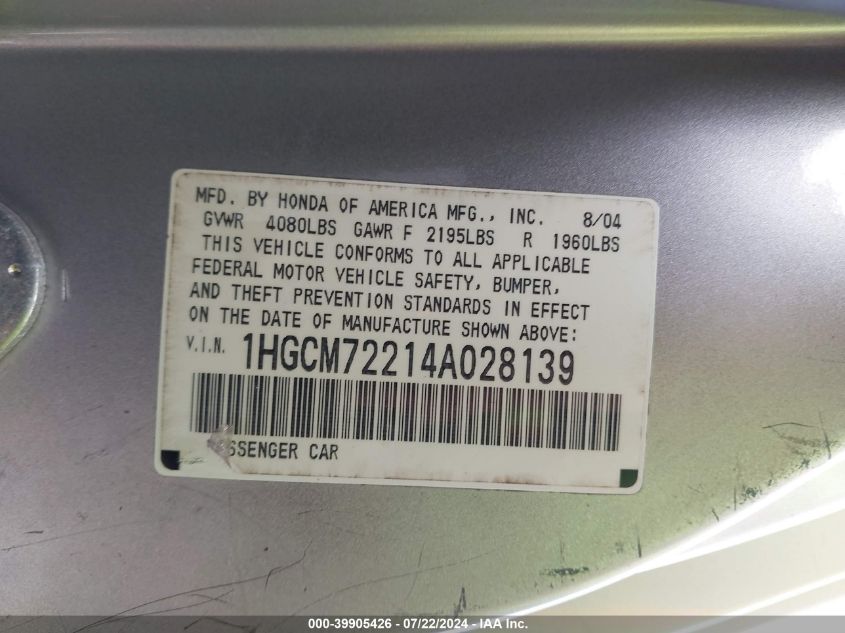 MFD. BY HONDA OF AMERICA MFG., INC. 8/04
GVWR 4080LBS GAWR F 2195LBS R 1960LBS
THIS VEHICLE CONFORMS TO ALL APPLICABLE
FEDERAL MOTOR VEHICLE SAFETY, BUMPER,
AND THEFT PREVENTION STANDARDS IN EFFECT
ON THE DATE OF MANUFACTURE SHOWN ABOVE:
V.I.N. 1HGCM72214A028139
PASSENGER CAR
000-39905426 - 07/22/2024 - IAA Inc.